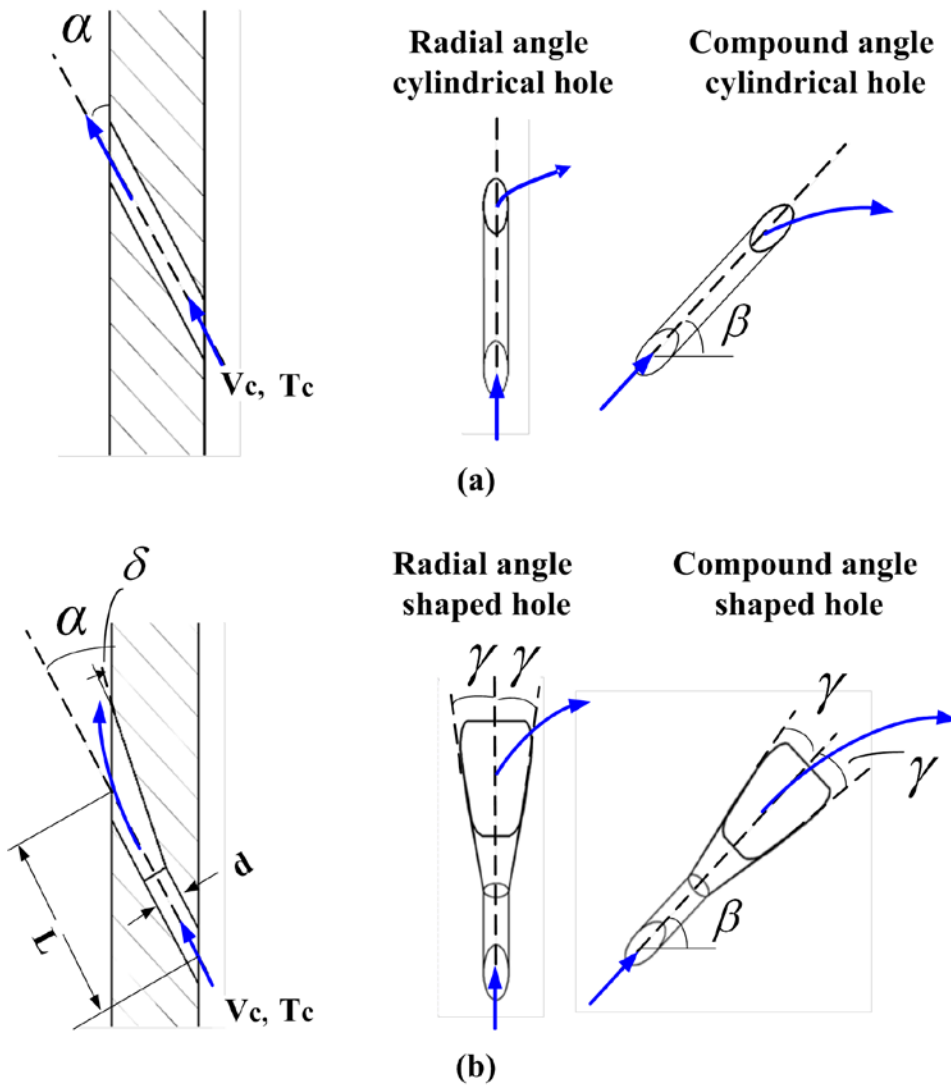 α
Radial angle
cylindrical hole
Compound angle
cylindrical hole
β
Vc, Tc
(a)
δ
α
Radial angle
shaped hole
Compound angle
shaped hole
γ γ
γ
γ
d
L
β
Vc, Tc
(b)